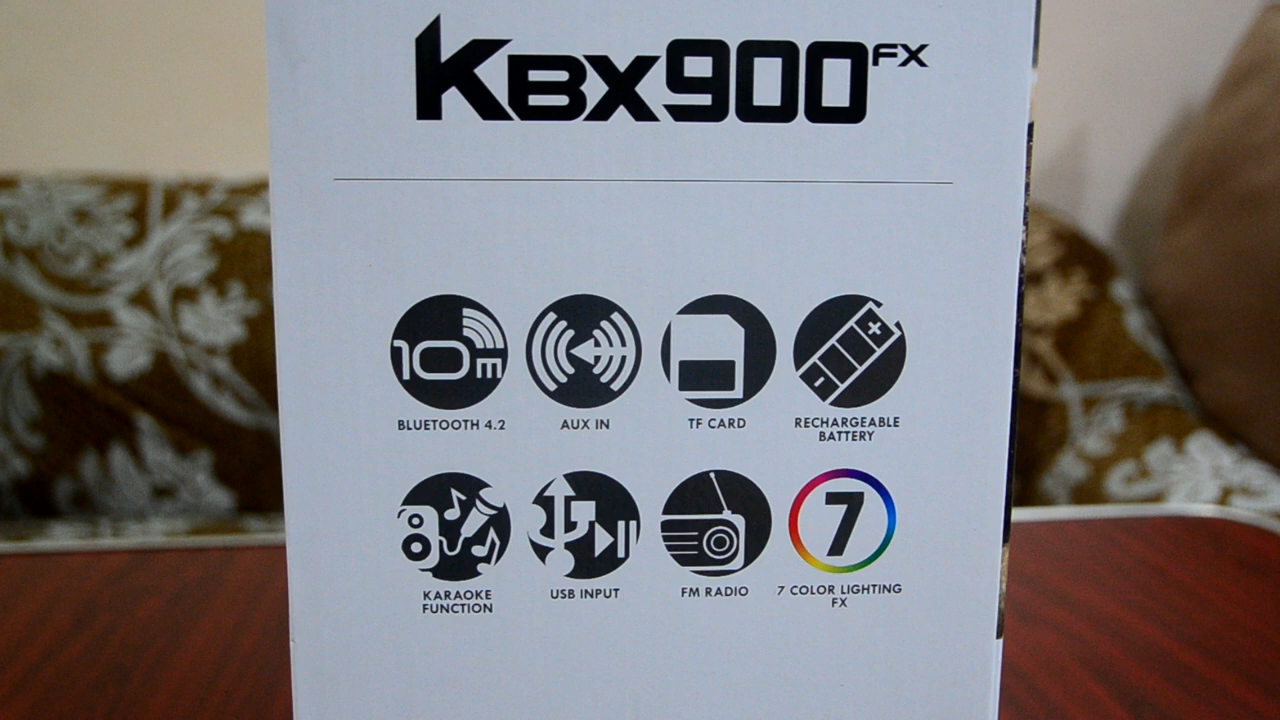 KBX900FX
10m
BLUETOOTH 4.2
AUX IN
TF CARD
RECHARGEABLE
BATTERY
7
KARAOKE
FUNCTION
USB INPUT
FM RADIO
7 COLOR LIGHTING
FX